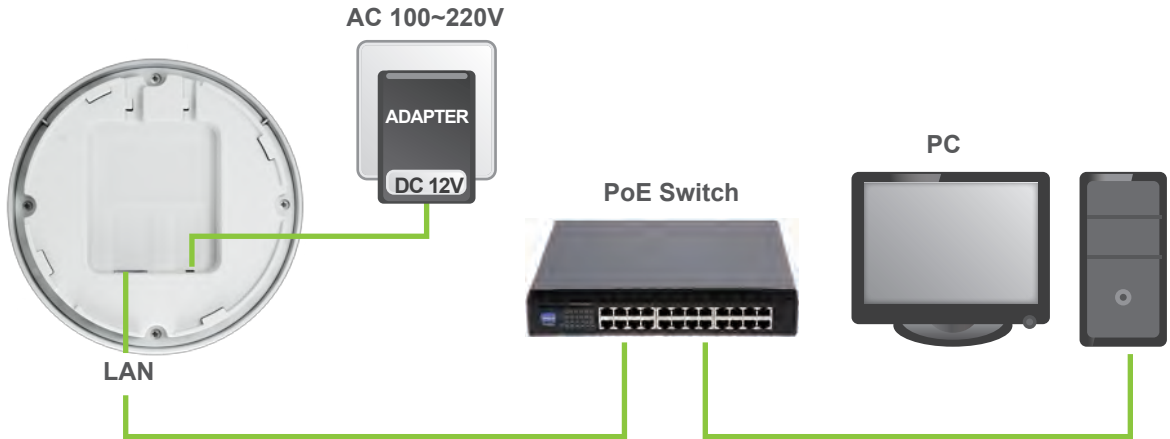 AC 100~220V
ADAPTER
DC 12V
PoE Switch
PC
LAN